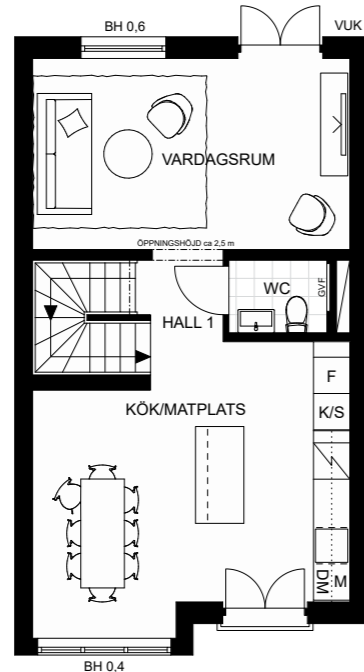 BH 0,6
VUK
VARDAGSRUM
ÖPPNINGSHÖJD ca 2,5 m
WC
GVF
HALL 1
F
KÖK/MATPLATS
K/S
DM
M
BH 0,4